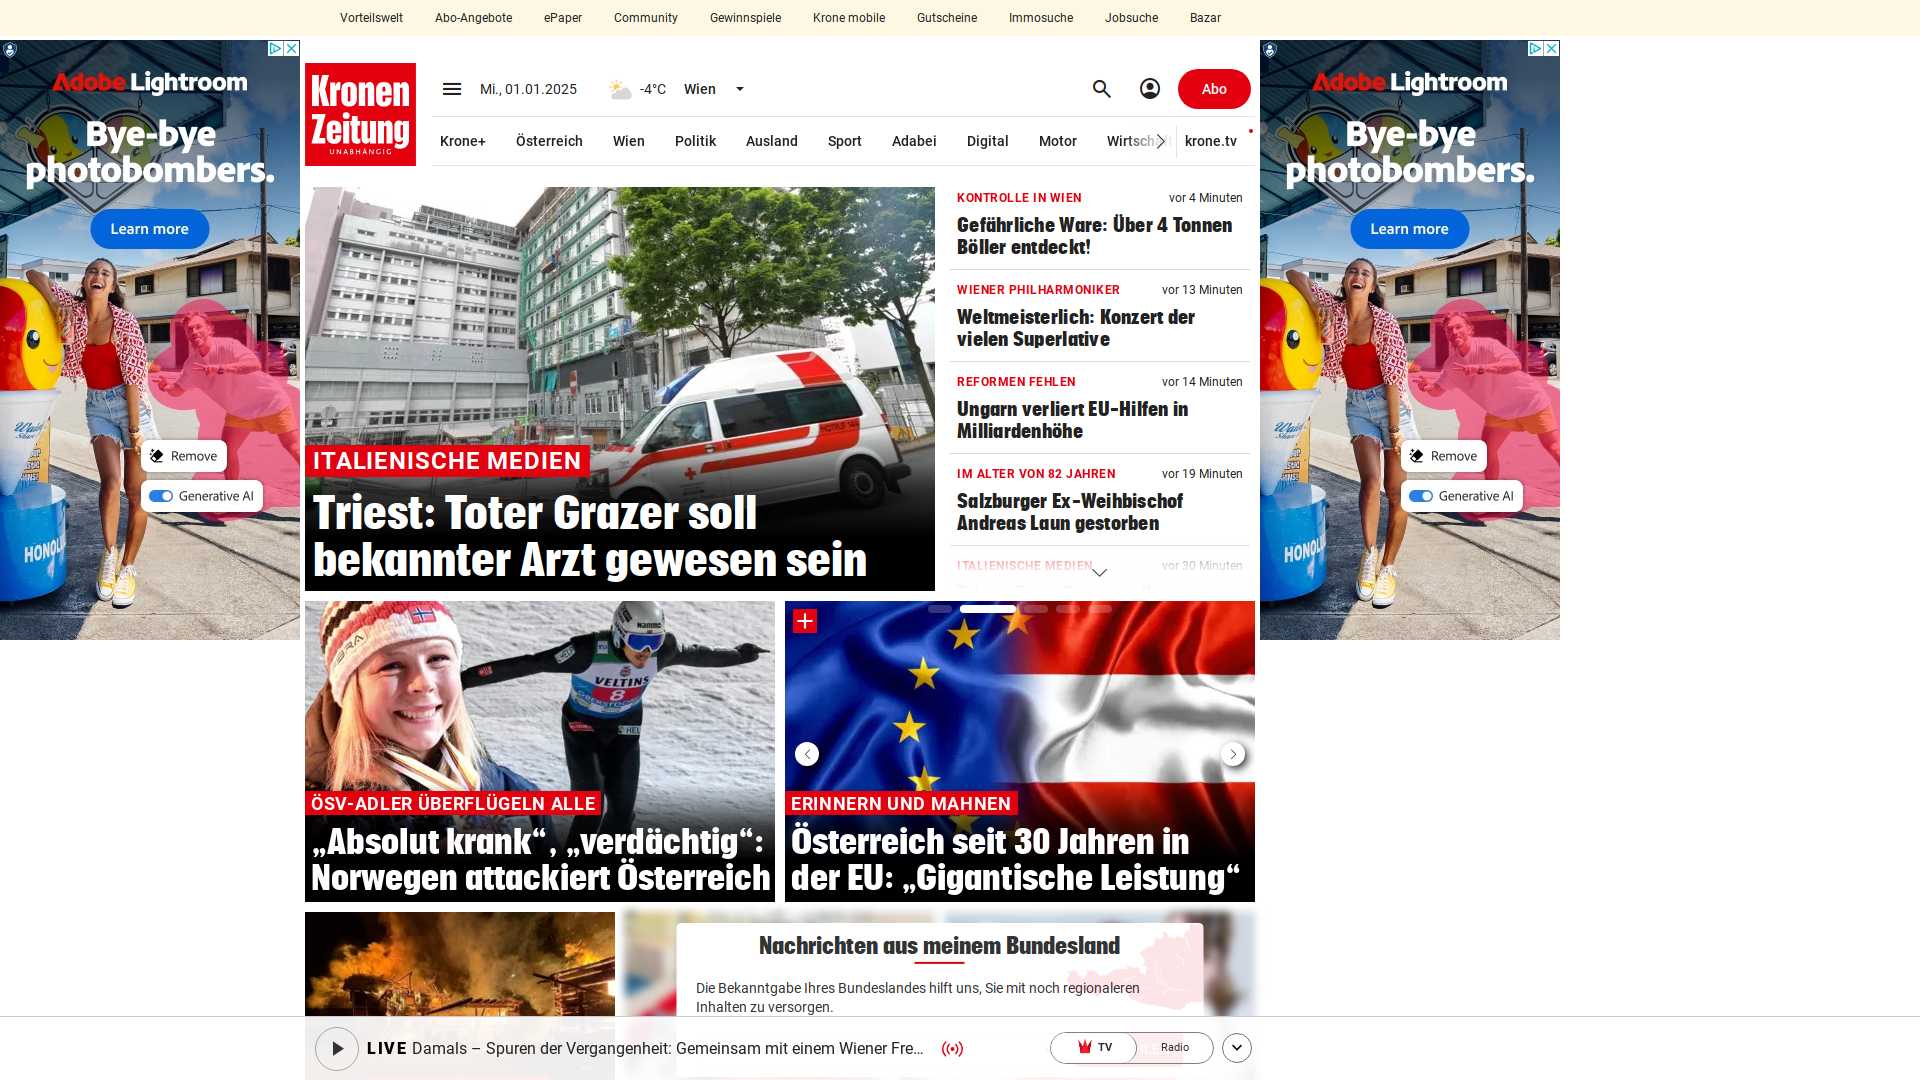 Vorteilswelt
Abo-Angebote
ePaper
Community
Gewinnspiele
Krone mobile
Gutscheine
Immosuche
Jobsuche
Bazar
Adobe Lightroom
Bye-bye
photobombers.
Learn more
Remove
Generative AI
Kronen
Zeitung
UNABHÄNGIG
Mi., 01.01.2025
-4°C
Wien
Abo
Krone+
Österreich
Wien
Politik
Ausland
Sport
Adabei
Digital
Motor
krone.tv
ITALIENISCHE MEDIEN
Triest: Toter Grazer soll
bekannter Arzt gewesen sein
KONTROLLE IN WIEN
vor 4 Minuten
Gefährliche Ware: Über 4 Tonnen
Böller entdeckt!
WIENER PHILHARMONIKER
vor 13 Minuten
Weltmeisterlich: Konzert der
vielen Superlative
REFORMEN FEHLEN
vor 14 Minuten
Ungarn verliert EU-Hilfen in
Milliardenhöhe
IM ALTER VON 82 JAHREN
vor 19 Minuten
Salzburger Ex-Weihbischof
Andreas Laun gestorben
ITALIENISCHE MEDIEN
vor 30 Minuten
VELTINS
8
ÖSV-ADLER ÜBERFLÜGELN ALLE
„Absolut krank“, „verdächtig“:
Norwegen attackiert Österreich
ERINNERN UND MAHNEN
Österreich seit 30 Jahren in
der EU: „Gigantische Leistung“
Adobe Lightroom
Bye-bye
photobombers.
Learn more
Remove
Generative AI
Nachrichten aus meinem Bundesland
Die Bekanntgabe Ihres Bundeslandes hilft uns, Sie mit noch regionaleren
Inhalten zu versorgen.
LIVE Damals – Spuren der Vergangenheit: Gemeinsam mit einem Wiener Fre...
TV
Radio